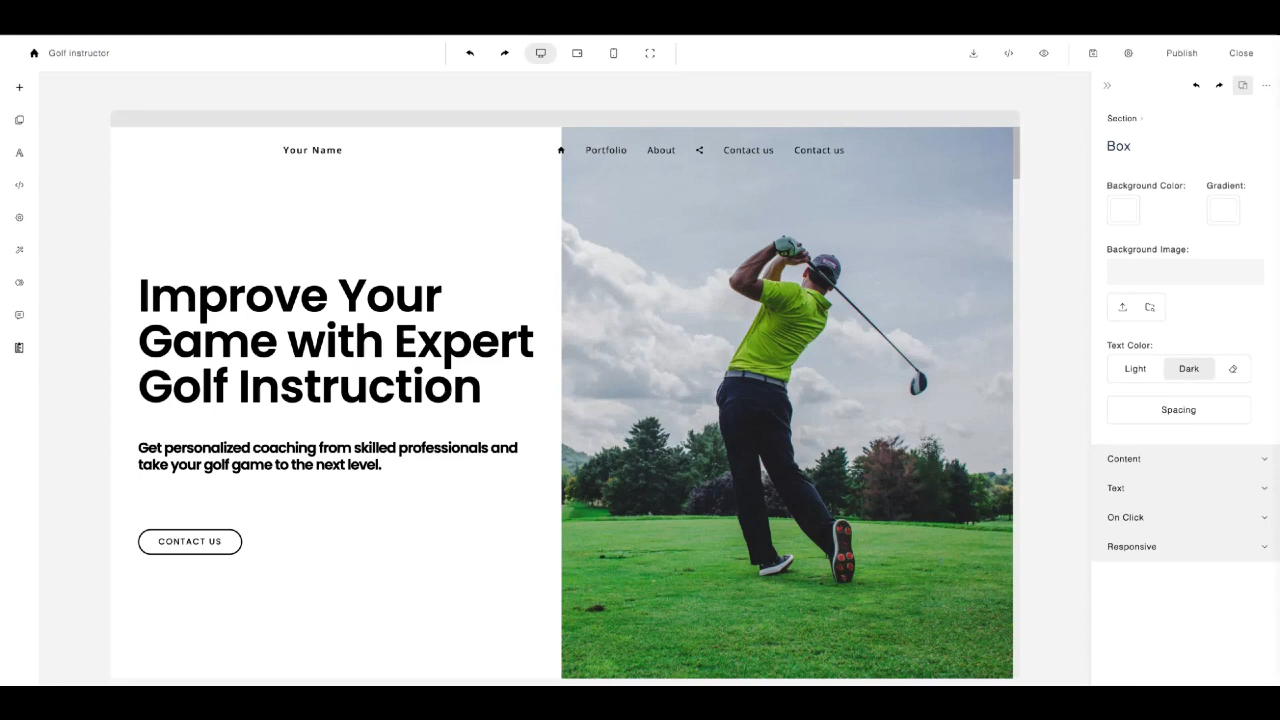 Golf instructor
Publish
Close
Your Name
Portfolio
About
Contact us
Contact us
Improve Your
Game with Expert
Golf Instruction
Get personalized coaching from skilled professionals and
take your golf game to the next level.
CONTACT US
Section
Box
Background Color:
Gradient:
Background Image:
Text Color:
Light
Dark
Spacing
Content
Text
On Click
Responsive